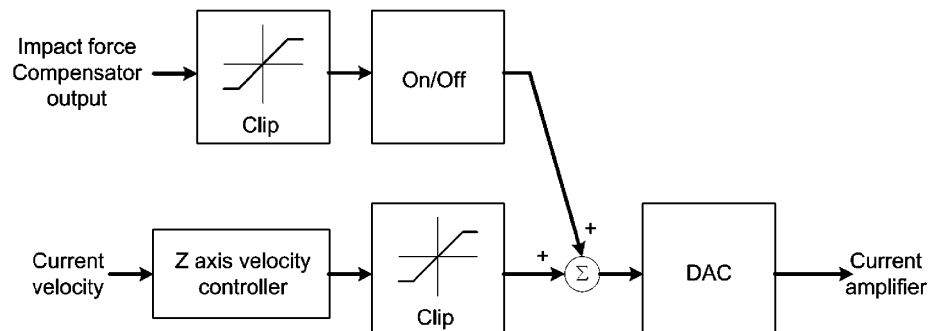 Impact force
Compensator
output
Clip
On/Off
+
Current
velocity
Z axis velocity
controller
Clip
+
Σ
DAC
Current
amplifier